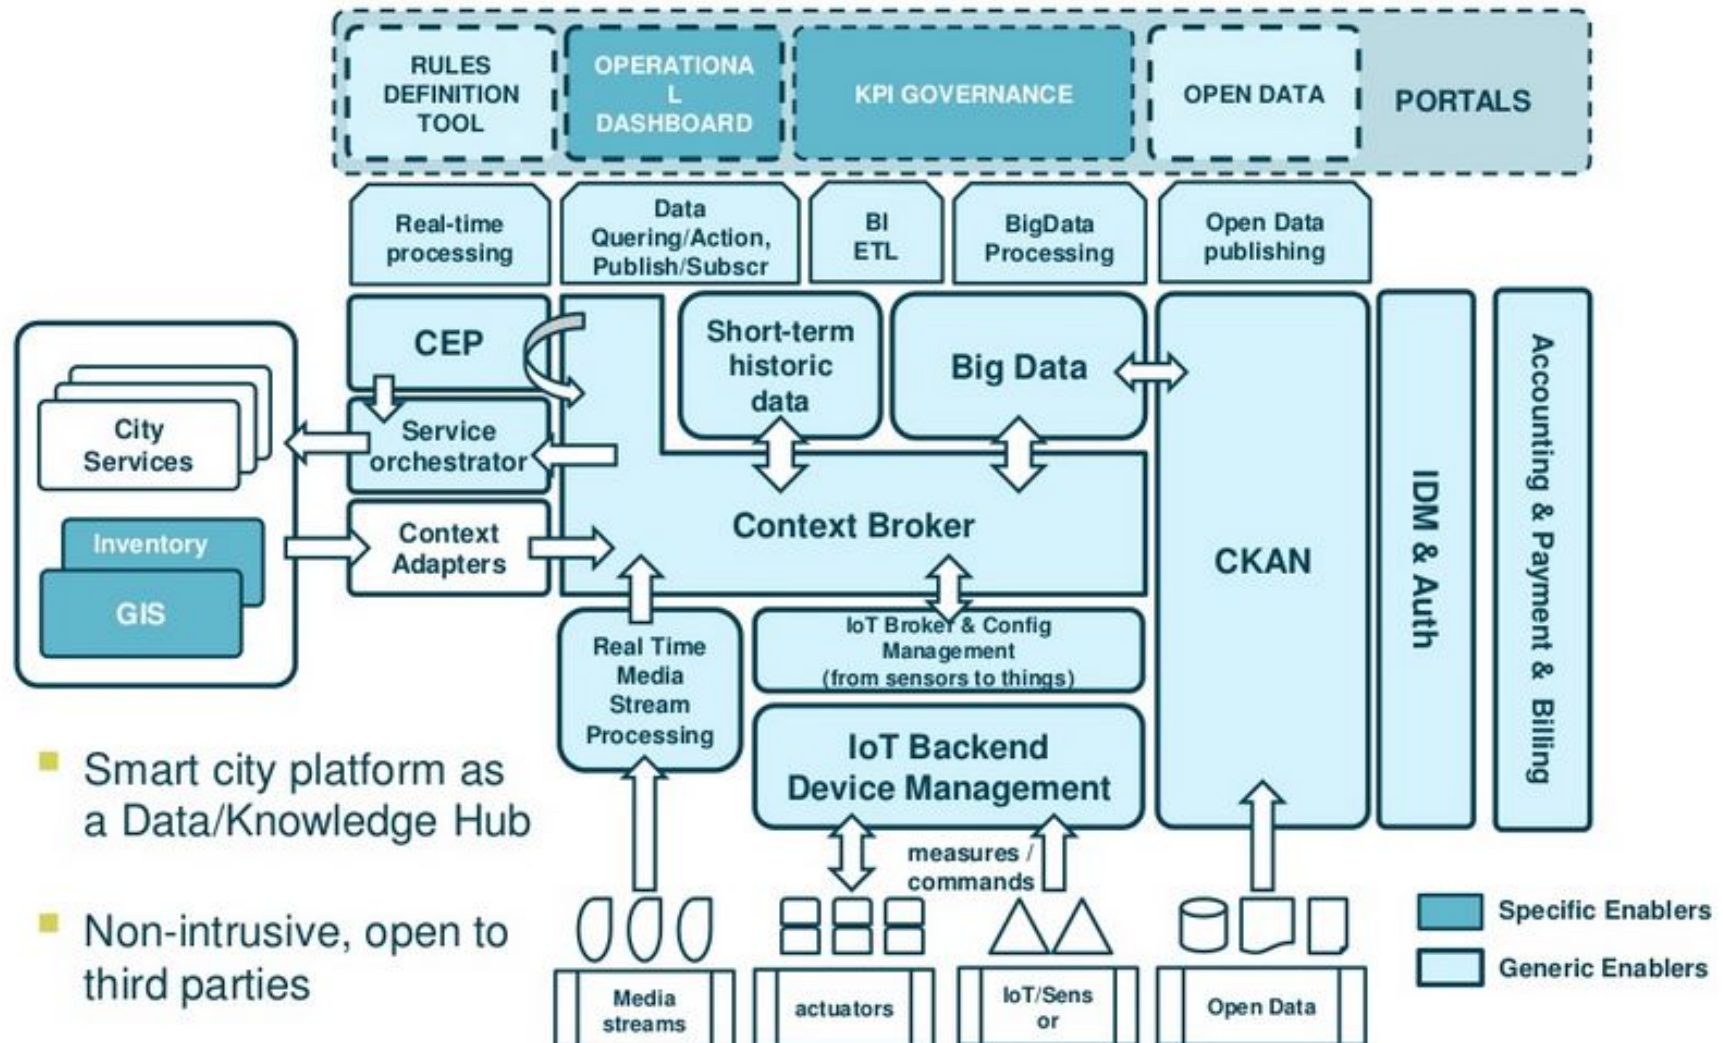 RULES
DEFINITION
TOOL
OPERATIONA
L
DASHBOARD
KPI GOVERNANCE
OPEN DATA
PORTALS
Real-time
processing
Data
Quering/Action,
Publish/Subscr
BI
ETL
BigData
Processing
Open Data
publishing
CEP
Short-term
historic
data
Big Data
City
Services
Service
orchestrator
Inventory
GIS
Context
Adapters
Context Broker
CKAN
IDM & Auth
Accounting & Payment & Billing
Real Time
Media
Stream
Processing
IoT Broker & Config
Management
(from sensors to things)
IoT Backend
Device Management
Smart city platform as
a Data/Knowledge Hub
Non-intrusive, open to
third parties
measures /
commands
Media
streams
actuators
IoT/Sens
or
Open Data
Specific Enablers
Generic Enablers